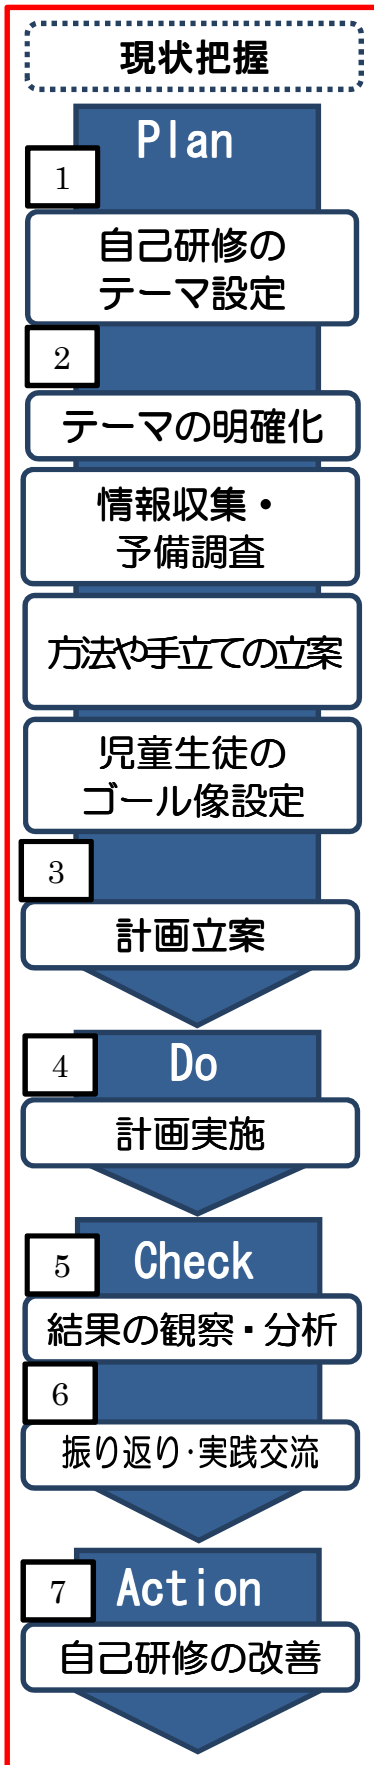 現状把握
Plan
1
自己研修の
テーマ設定
2
テーマの明確化
情報収集・
予備調査
方法や手立ての立案
児童生徒の
ゴール像設定
3
計画立案
4
Do
計画実施
5
Check
結果の観察・分析
6
振り返り・実践交流
7
Action
自己研修の改善